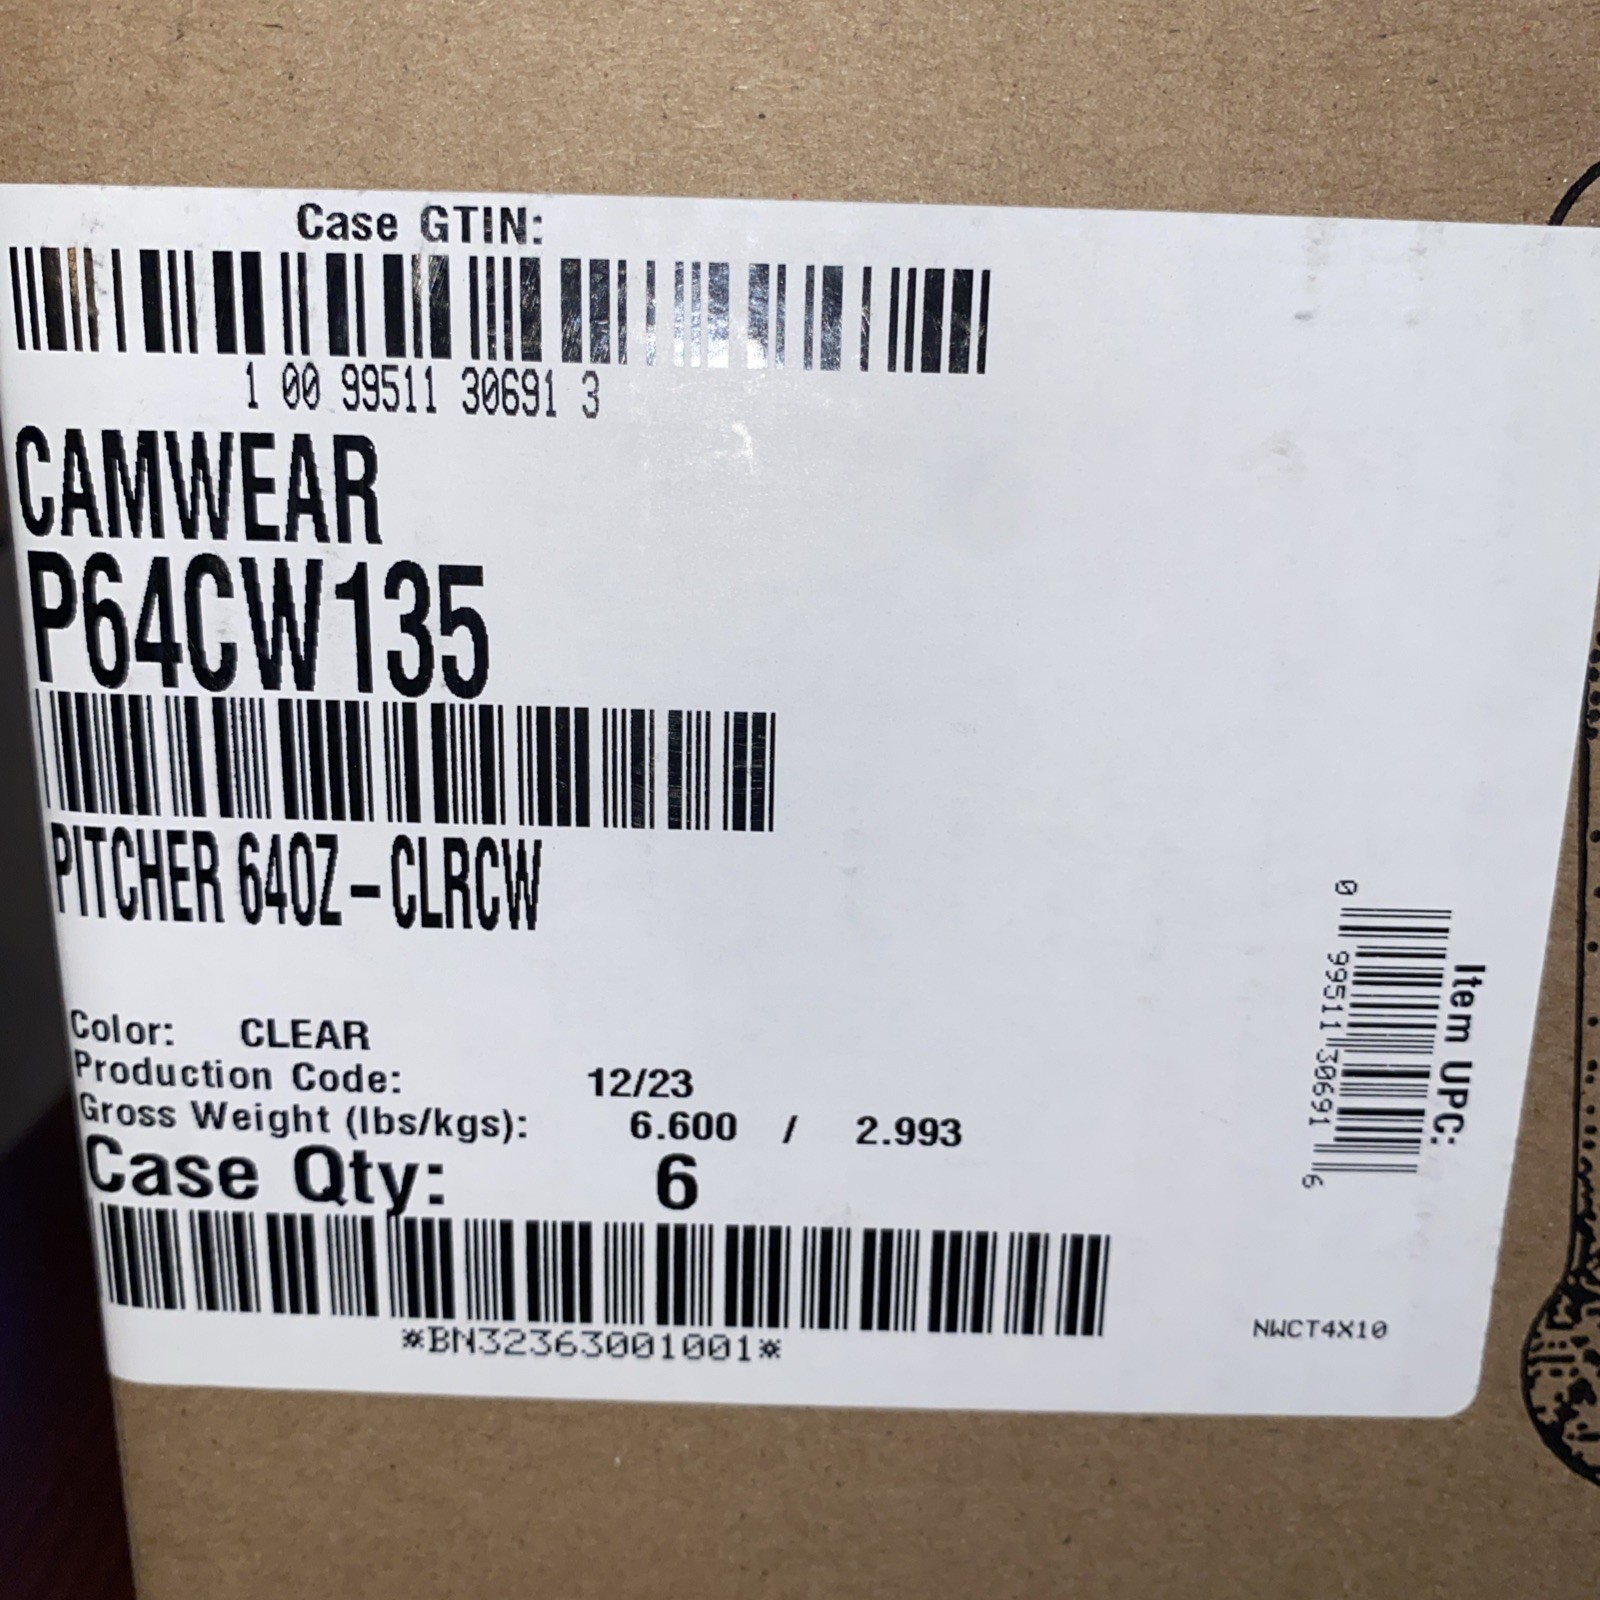 Case GTIN:
1 00 99511 30691 3
CAMWEAR
P64CW135
PITCHER 64OZ-CLRCW
Color: CLEAR
Production Code: 12/23
Gross Weight (lbs/kgs): 6.600 / 2.993
Case Qty: 6
*BN32363001001*
Item UPC:
0 99511 30691 6
NWCT4X10